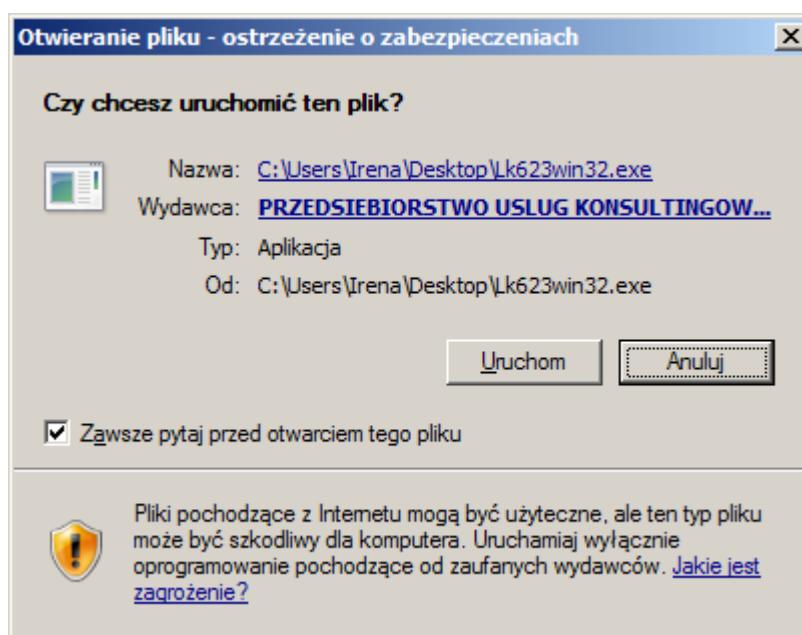 Otwieranie pliku - ostrzeżenie o zabezpieczeniach
Czy chcesz uruchomić ten plik?
Nazwa: C:\Users\Irena\Desktop\Lk623win32.exe
Wydawca: PRZEDSIEBIORSTWO USLUG KONSULTINGOW...
Typ: Aplikacja
Od: C:\Users\Irena\Desktop\Lk623win32.exe
Uruchom Anuluj
Zawsze pytaj przed otwarciem tego pliku
Pliki pochodzące z Internetu mogą być użyteczne, ale ten typ pliku
może być szkodliwy dla komputera. Uruchamiaj wyłącznie
oprogramowanie pochodzące od zaufanych wydawców. Jakie jest
zagrożenie?